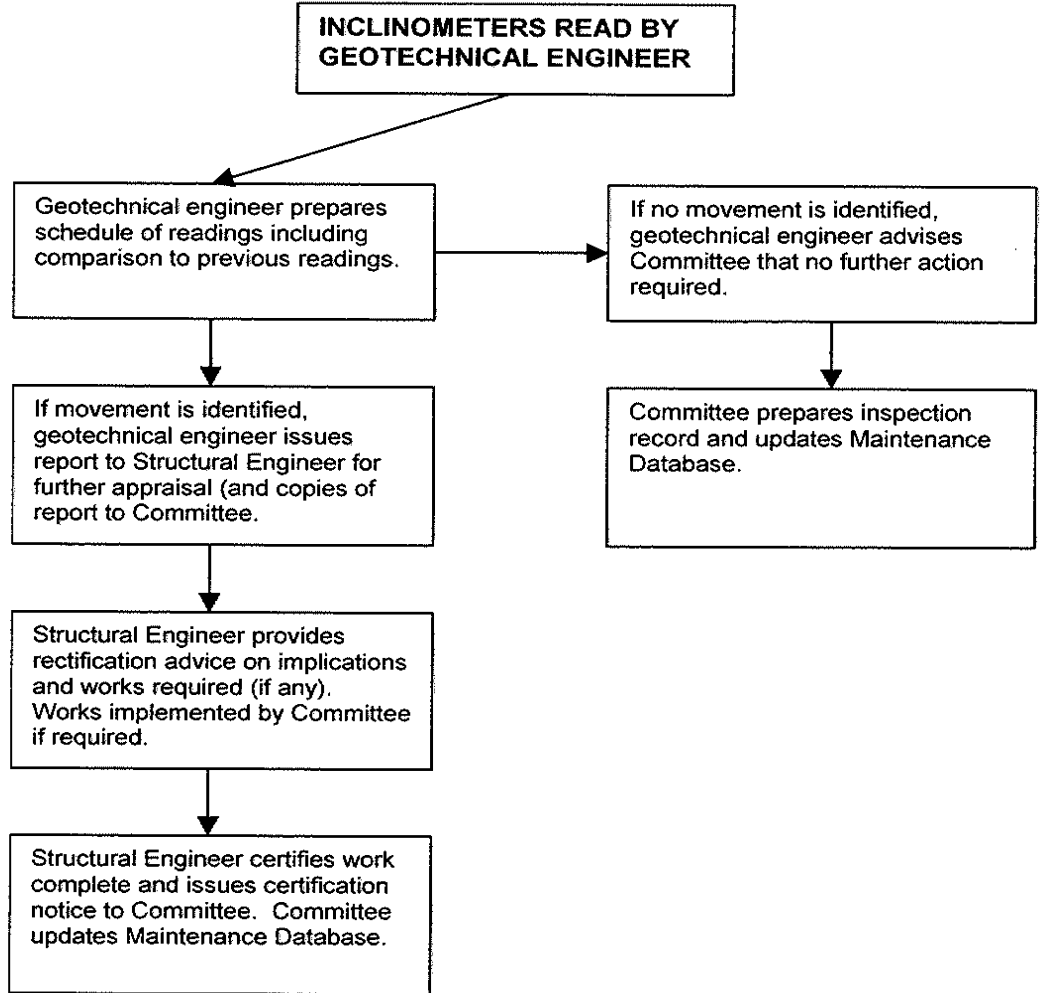 INCLINOMETERS READ BY
GEOTECHNICAL ENGINEER
Geotechnical engineer prepares
schedule of readings including
comparison to previous readings.
If no movement is identified,
geotechnical engineer advises
Committee that no further action
required.
If movement is identified,
geotechnical engineer issues
report to Structural Engineer for
further appraisal (and copies of
report to Committee.
Committee prepares inspection
record and updates Maintenance
Database.
Structural Engineer provides
rectification advice on implications
and works required (if any).
Works implemented by Committee
if required.
Structural Engineer certifies work
complete and issues certification
notice to Committee.  Committee
updates Maintenance Database.